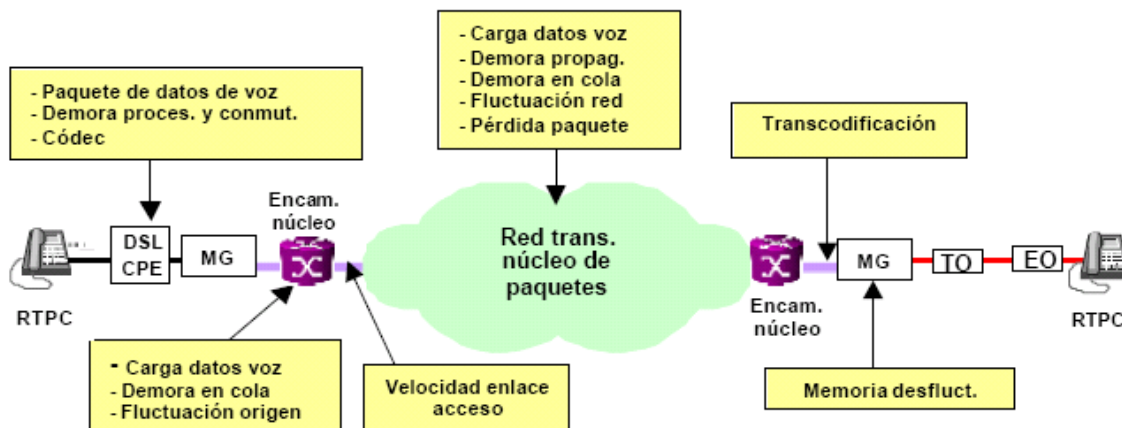 - Carga datos voz
- Demora propag.
- Demora en cola
- Fluctuación red
- Pérdida paquete
- Paquete de datos de voz
- Demora proces. y conmut.
- Códec
Transcodificación
Encam.
núcleo
DSL
CPE
MG
RTPC
Red trans.
núcleo de
paquetes
MG
TO
EO
Encam.
núcleo
RTPC
- Carga datos voz
- Demora en cola
- Fluctuación origen
Velocidad enlace
acceso
Memoria desfluct.